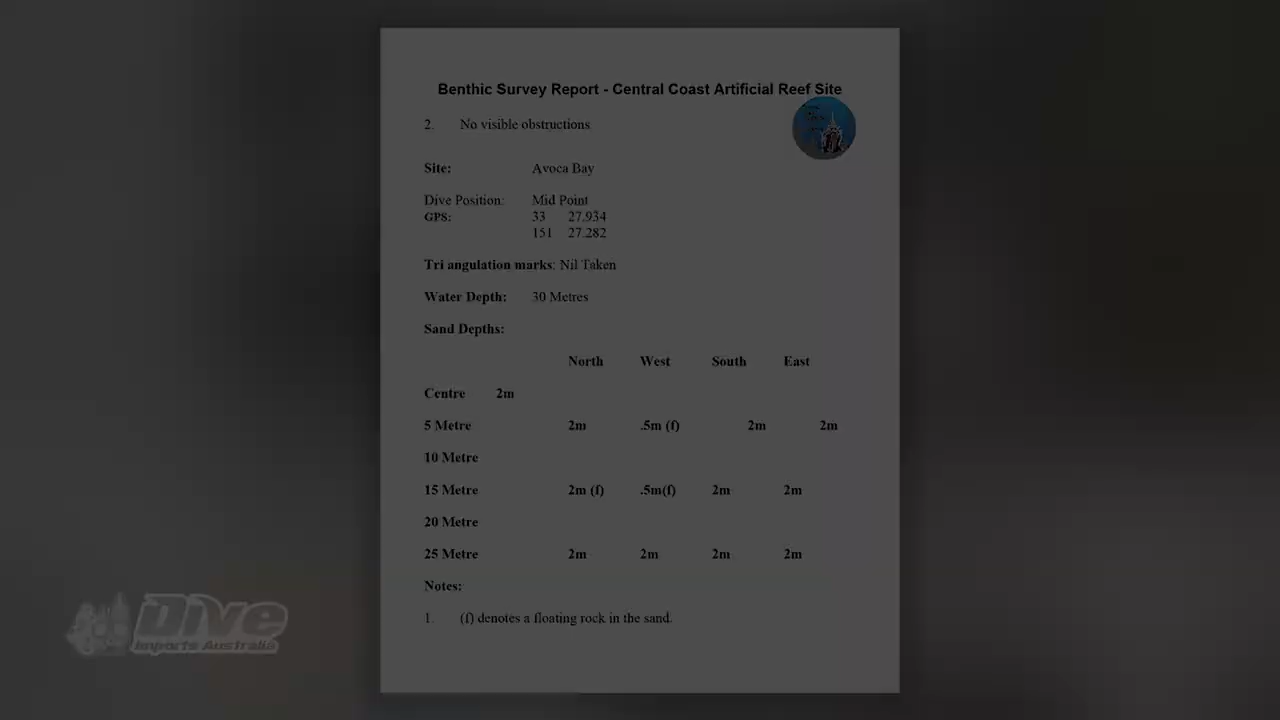 Benthic Survey Report - Central Coast Artificial Reef Site
2. No visible obstructions
Site: Avoca Bay
Dive Position: Mid Point
GPS: 33 27.934
151 27.282
Tri angulation marks: Nil Taken
Water Depth: 30 Metres
Sand Depths:
North West South East
Centre 2m
5 Metre 2m .5m (f) 2m 2m
10 Metre
15 Metre 2m (f) .5m(f) 2m 2m
20 Metre
25 Metre 2m 2m 2m 2m
Notes:
1. (f) denotes a floating rock in the sand.
Dive
Imports Australia